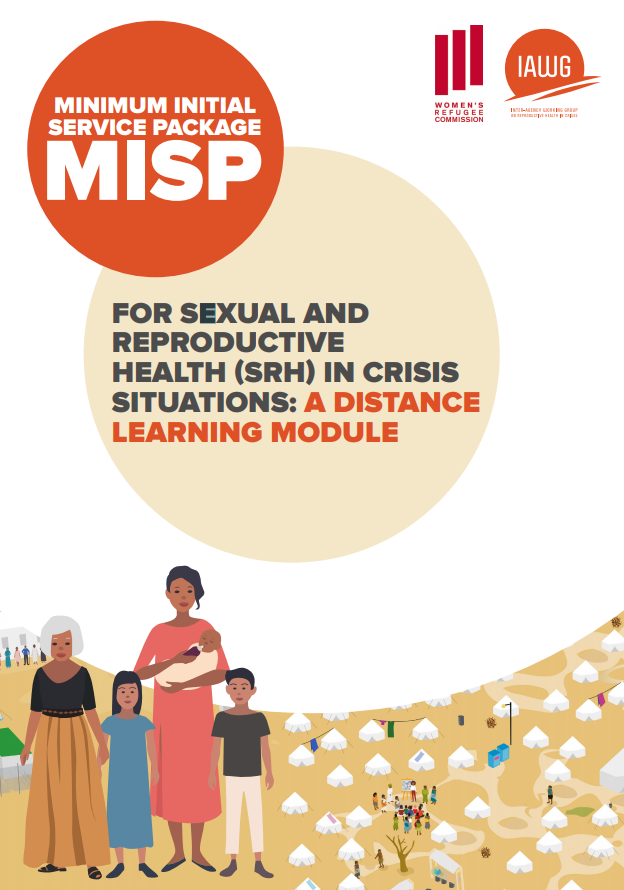 MINIMUM INITIAL
SERVICE PACKAGE
MISP
WOMEN'S
REFUGEE
COMMISSION
IAWG
INTER-AGENCY WORKING GROUP
ON REPRODUCTIVE HEALTH IN CRISES
FOR SEXUAL AND
REPRODUCTIVE
HEALTH (SRH) IN CRISIS
SITUATIONS: A DISTANCE
LEARNING MODULE